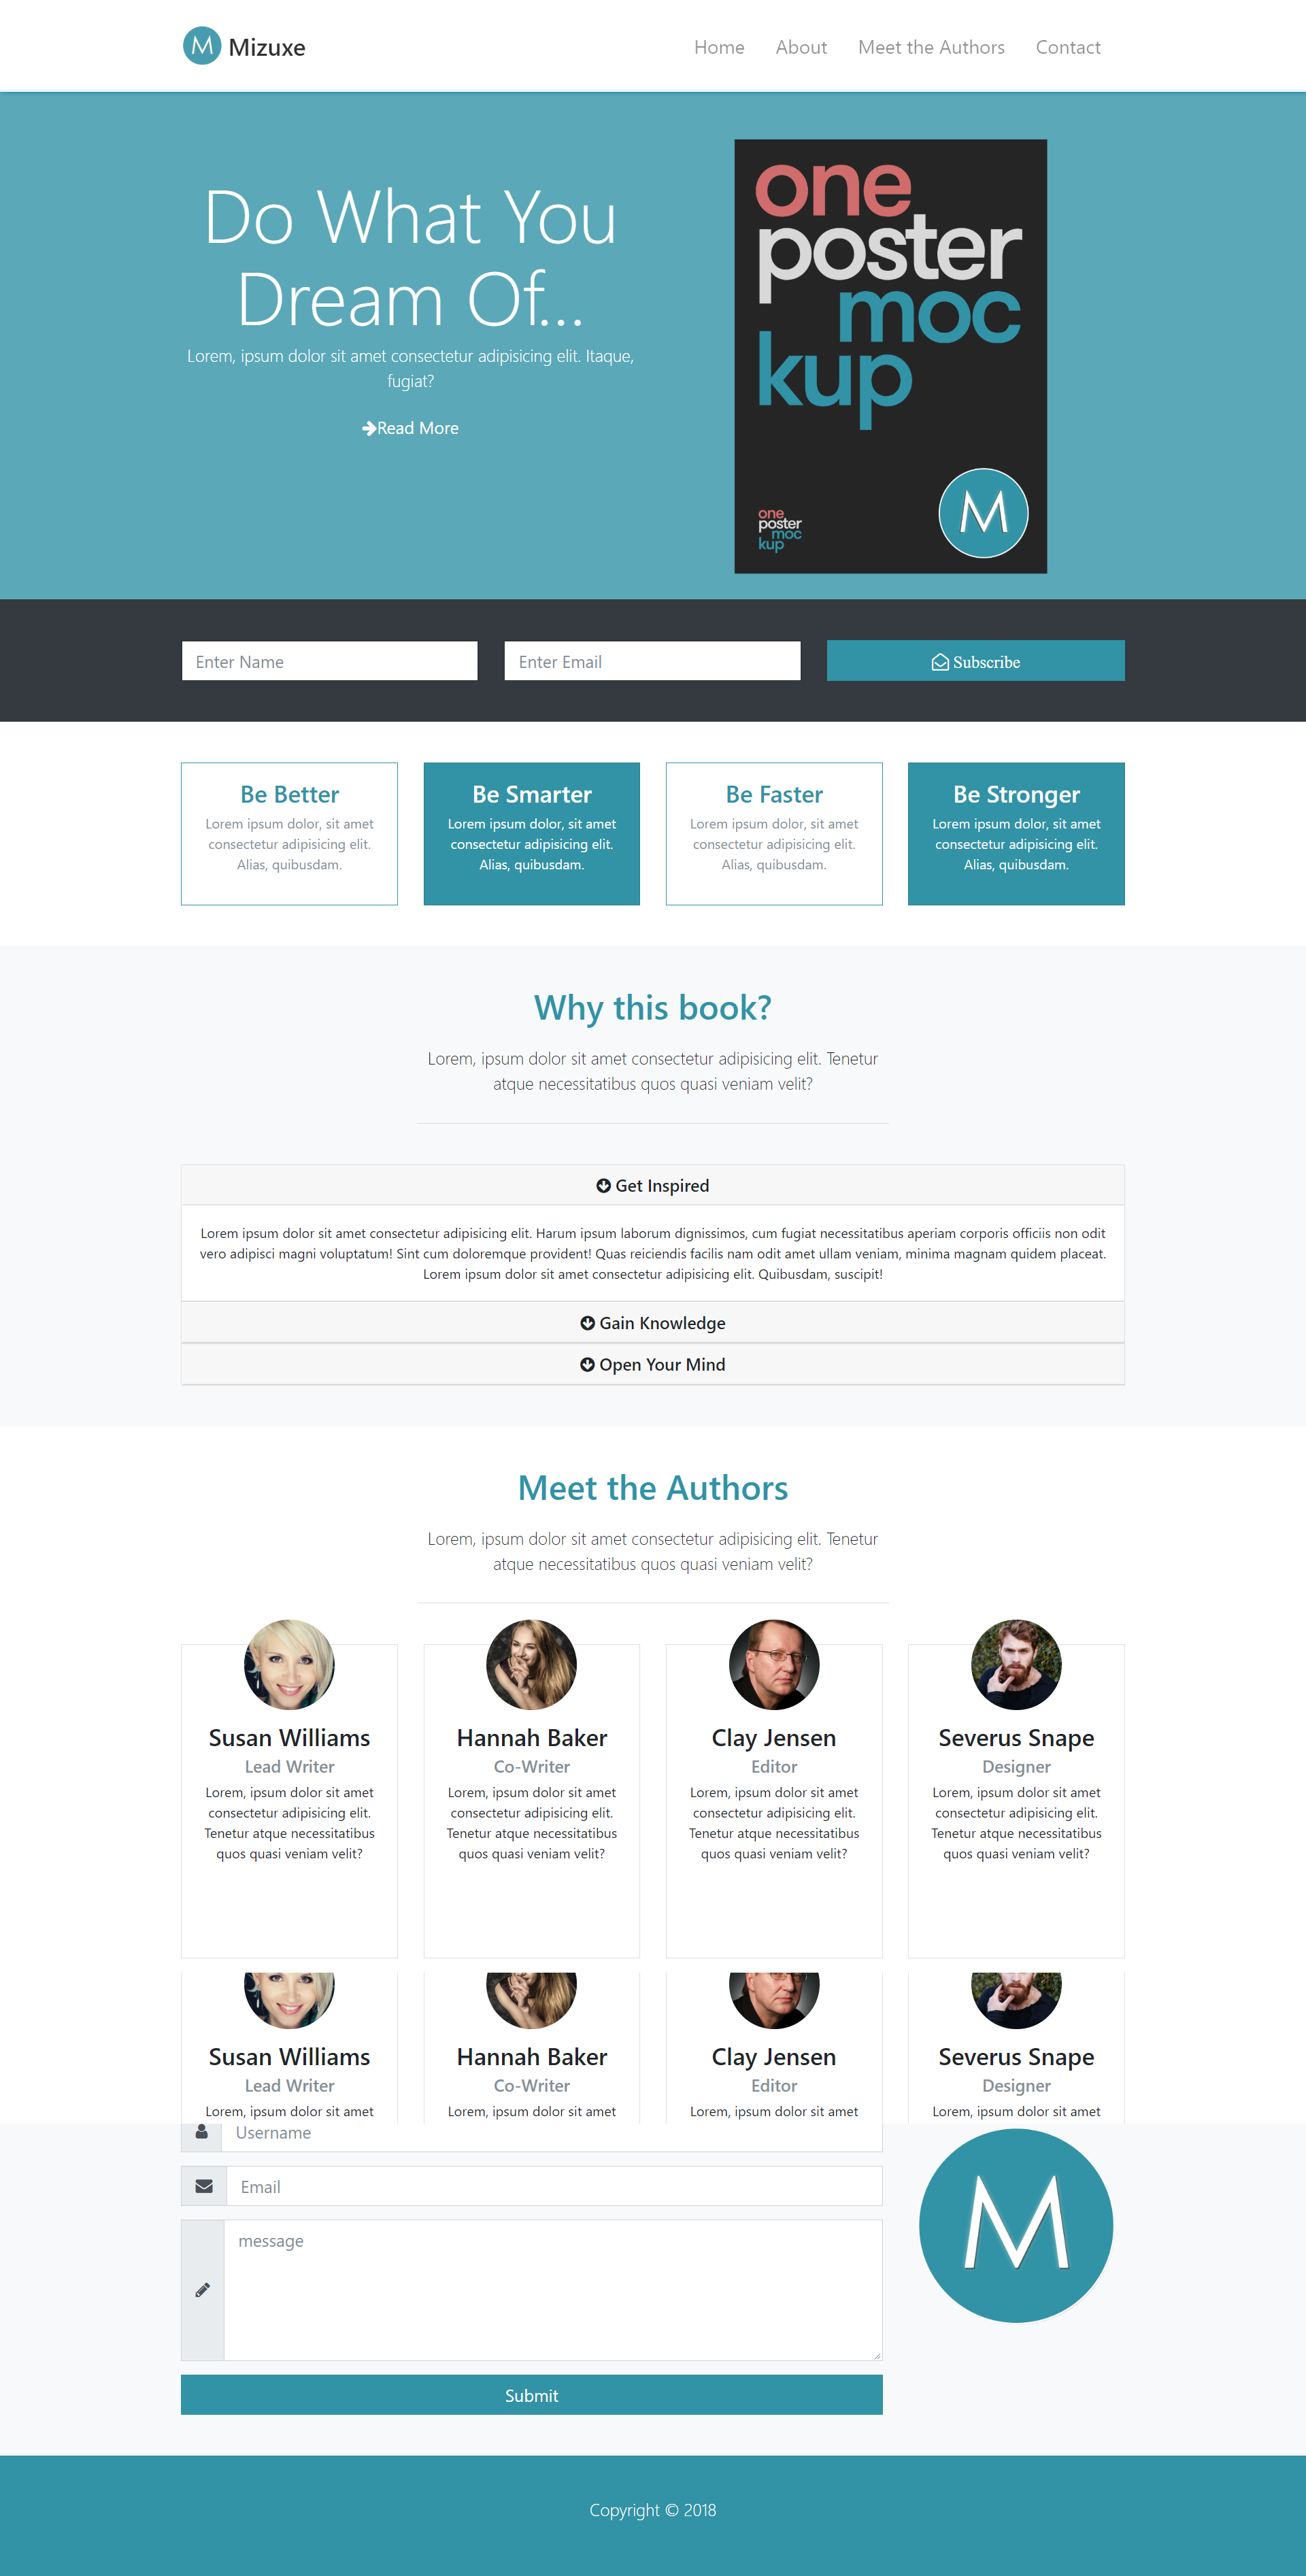 M Mizuxe
Home About Meet the Authors Contact
Do What You
Dream Of...
Lorem, ipsum dolor sit amet consectetur adipisicing elit. Itaque,
fugiat?
Read More
one
poster
moc
kup
one
poster
moc
kup
M
Enter Name
Enter Email
Subscribe
Be Better
Lorem ipsum dolor, sit amet
consectetur adipisicing elit.
Alias, quibusdam.
Be Smarter
Lorem ipsum dolor, sit amet
consectetur adipisicing elit.
Alias, quibusdam.
Be Faster
Lorem ipsum dolor, sit amet
consectetur adipisicing elit.
Alias, quibusdam.
Be Stronger
Lorem ipsum dolor, sit amet
consectetur adipisicing elit.
Alias, quibusdam.
Why this book?
Lorem, ipsum dolor sit amet consectetur adipisicing elit. Tenetur
atque necessitatibus quos quasi veniam velit?
Get Inspired
Lorem ipsum dolor sit amet consectetur adipisicing elit. Harum ipsum laborum dignissimos, cum fugiat necessitatibus aperiam corporis officiis non odit
vero adipisci magni voluptatum! Sint cum doloremque provident! Quas reiciendis facilis nam odit amet ullam veniam, minima magnam quidem placeat.
Lorem ipsum dolor sit amet consectetur adipisicing elit. Quibusdam, suscipit!
Gain Knowledge
Open Your Mind
Meet the Authors
Lorem, ipsum dolor sit amet consectetur adipisicing elit. Tenetur
atque necessitatibus quos quasi veniam velit?
Susan Williams
Lead Writer
Lorem, ipsum dolor sit amet
consectetur adipisicing elit.
Tenetur atque necessitatibus
quos quasi veniam velit?
Hannah Baker
Co-Writer
Lorem, ipsum dolor sit amet
consectetur adipisicing elit.
Tenetur atque necessitatibus
quos quasi veniam velit?
Clay Jensen
Editor
Lorem, ipsum dolor sit amet
consectetur adipisicing elit.
Tenetur atque necessitatibus
quos quasi veniam velit?
Severus Snape
Designer
Lorem, ipsum dolor sit amet
consectetur adipisicing elit.
Tenetur atque necessitatibus
quos quasi veniam velit?
Susan Williams
Lead Writer
Lorem, ipsum dolor sit amet
Hannah Baker
Co-Writer
Lorem, ipsum dolor sit amet
Clay Jensen
Editor
Lorem, ipsum dolor sit amet
Severus Snape
Designer
Lorem, ipsum dolor sit amet
Username
Email
message
Submit
M
Copyright © 2018